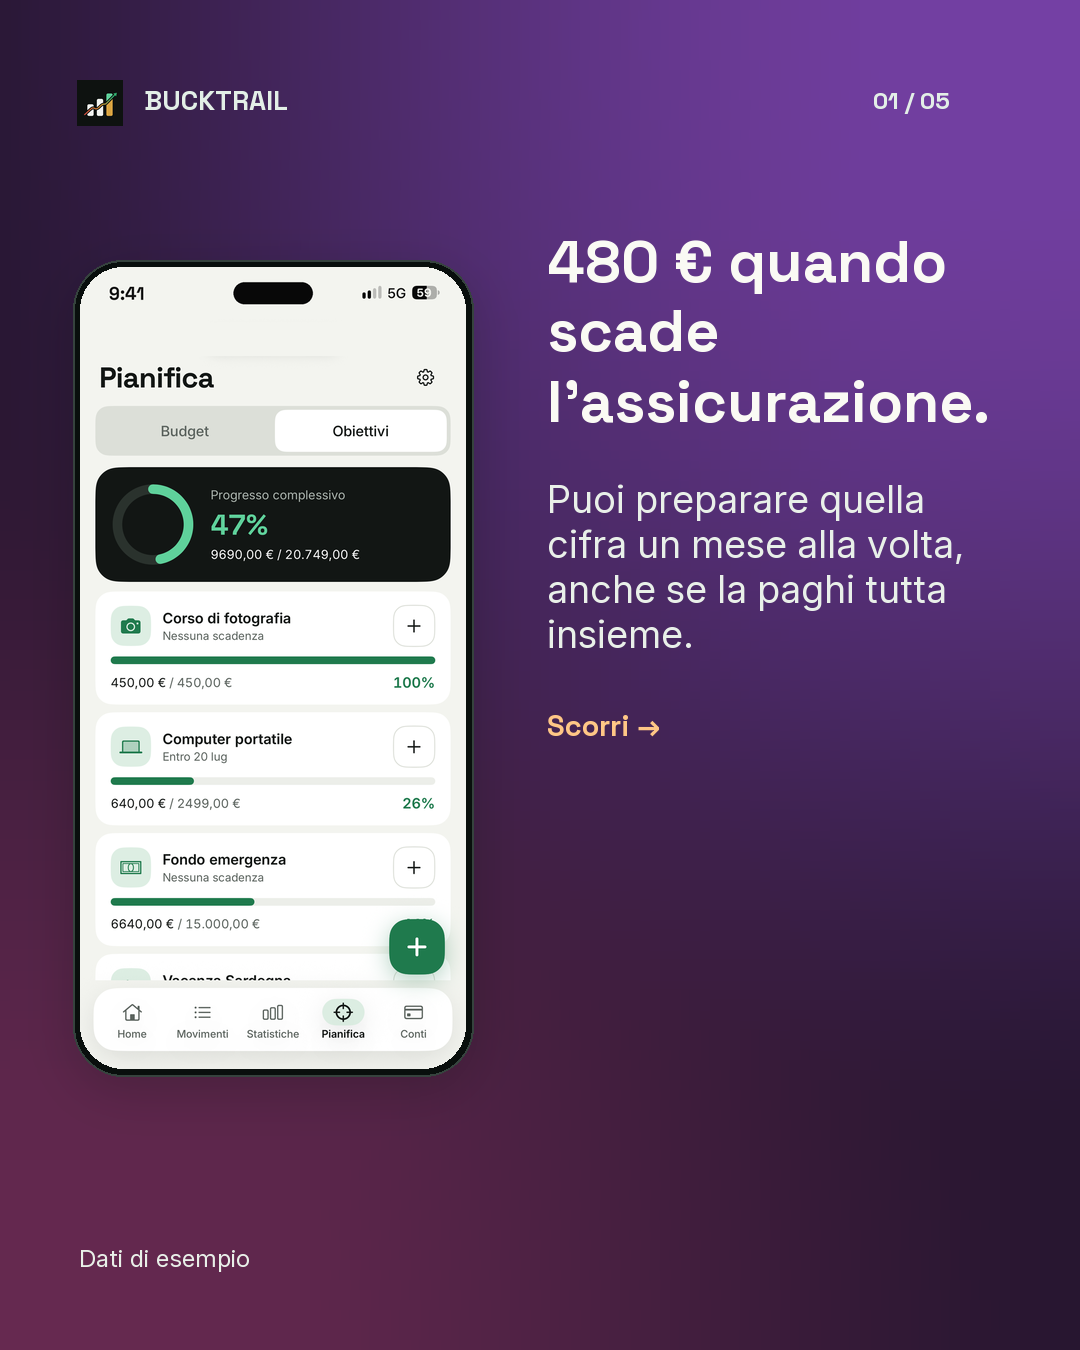 BUCKTRAIL
01 / 05
480 € quando
scade
l’assicurazione.
Puoi preparare quella
cifra un mese alla volta,
anche se la paghi tutta
insieme.
Scorri →
9:41
5G 59
Pianifica
Budget
Obiettivi
Progresso complessivo
47%
9690,00 € / 20.749,00 €
Corso di fotografia
Nessuna scadenza
450,00 € / 450,00 €
100%
Computer portatile
Entro 20 lug
640,00 € / 2499,00 €
26%
Fondo emergenza
Nessuna scadenza
6640,00 € / 15.000,00 €
Vacanze Sardegna
Home
Movimenti
Statistiche
Pianifica
Conti
Dati di esempio